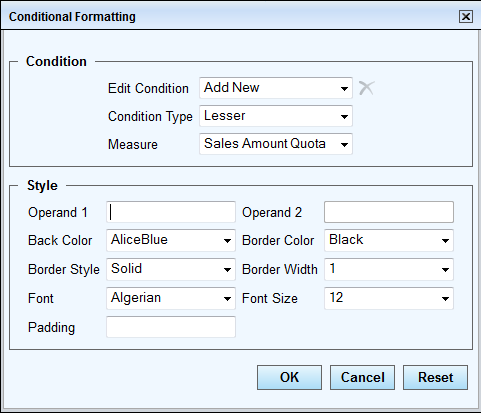 Conditional Formatting
Condition
Edit Condition Add New
Condition Type Lesser
Measure Sales Amount Quota
Style
Operand 1 Operand 2
Back Color AliceBlue Border Color Black
Border Style Solid Border Width 1
Font Algerian Font Size 12
Padding
OK Cancel Reset